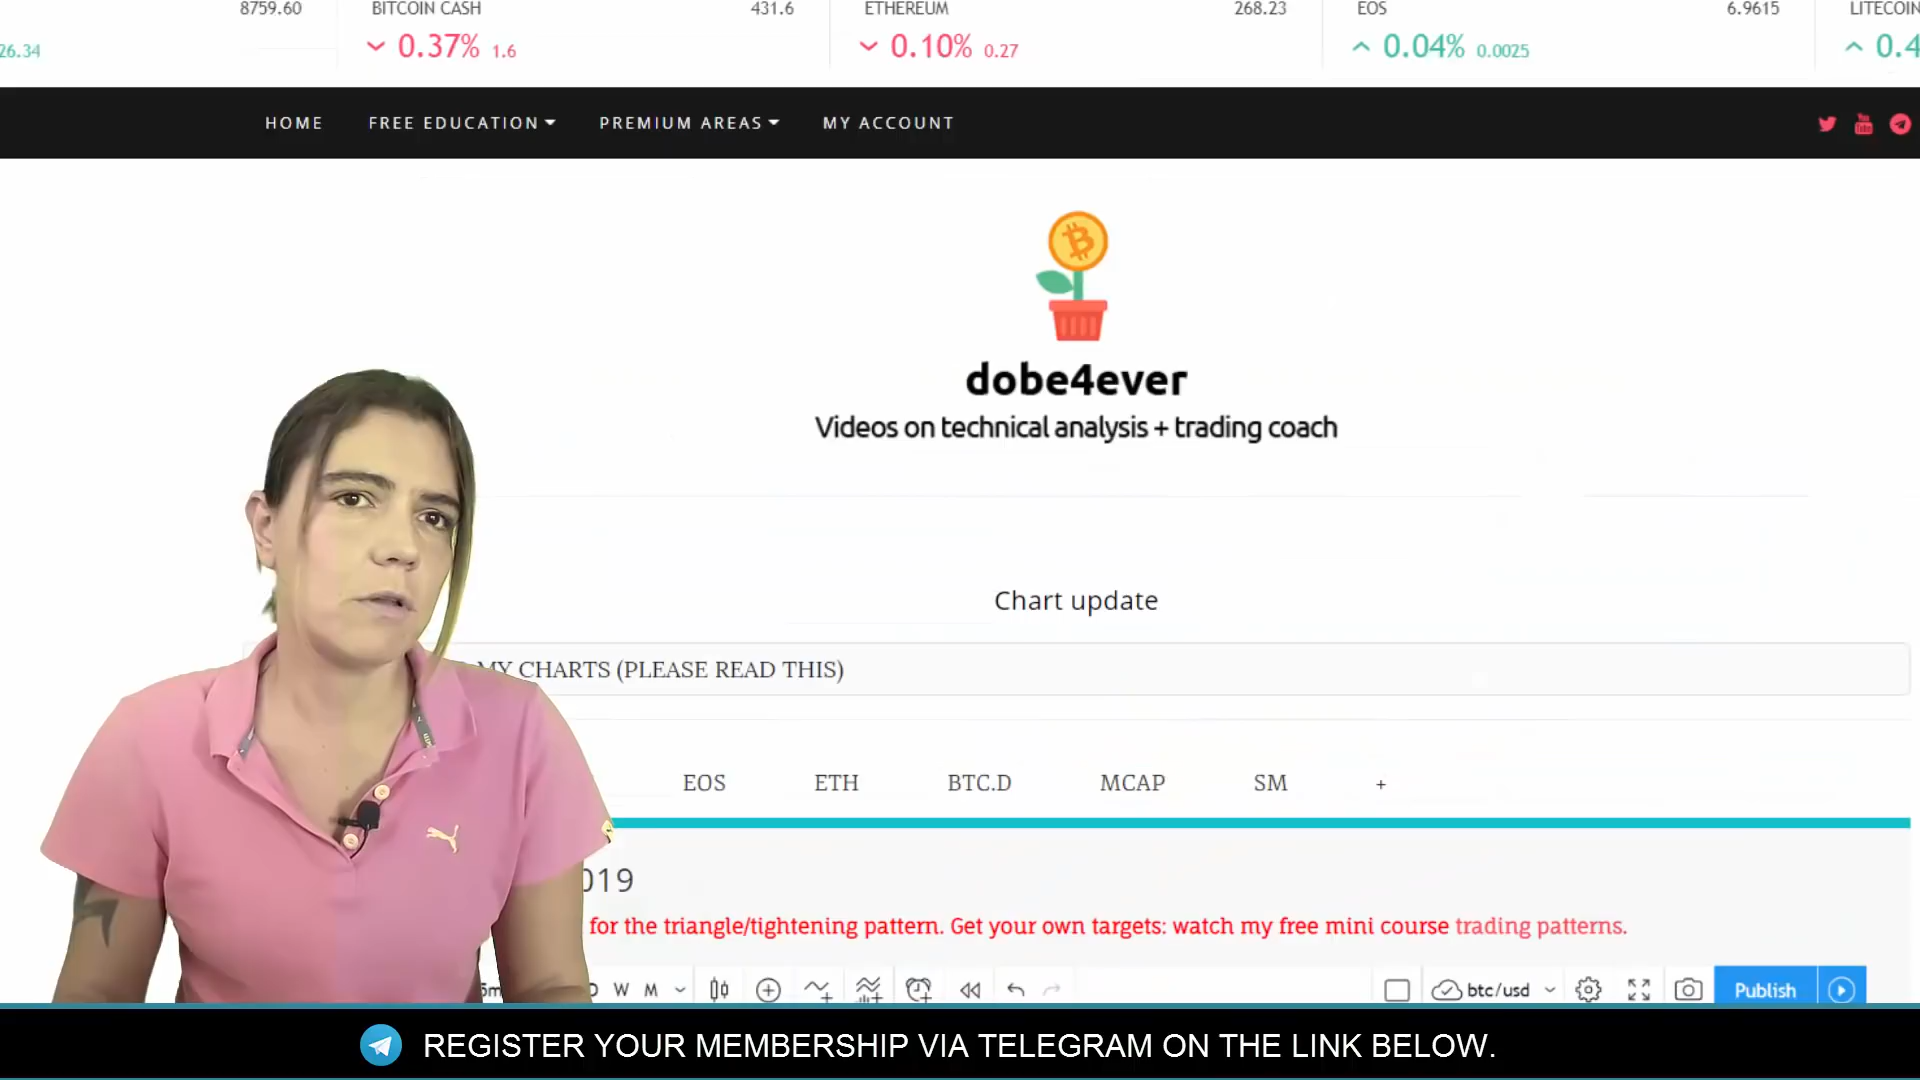 8759.60 BITCOIN CASH 431.6 ETHEREUM 268.23 EOS 6.9615 LITECOIN
26.34 0.37% 1.6 0.10% 0.27 0.04% 0.0025 0.4
HOME FREE EDUCATION PREMIUM AREAS MY ACCOUNT
dobe4ever
Videos on technical analysis + trading coach
Chart update
MY CHARTS (PLEASE READ THIS)
EOS ETH BTC.D MCAP SM +
019
for the triangle/tightening pattern. Get your own targets: watch my free mini course trading patterns.
5m D W M btc/usd Publish
REGISTER YOUR MEMBERSHIP VIA TELEGRAM ON THE LINK BELOW.